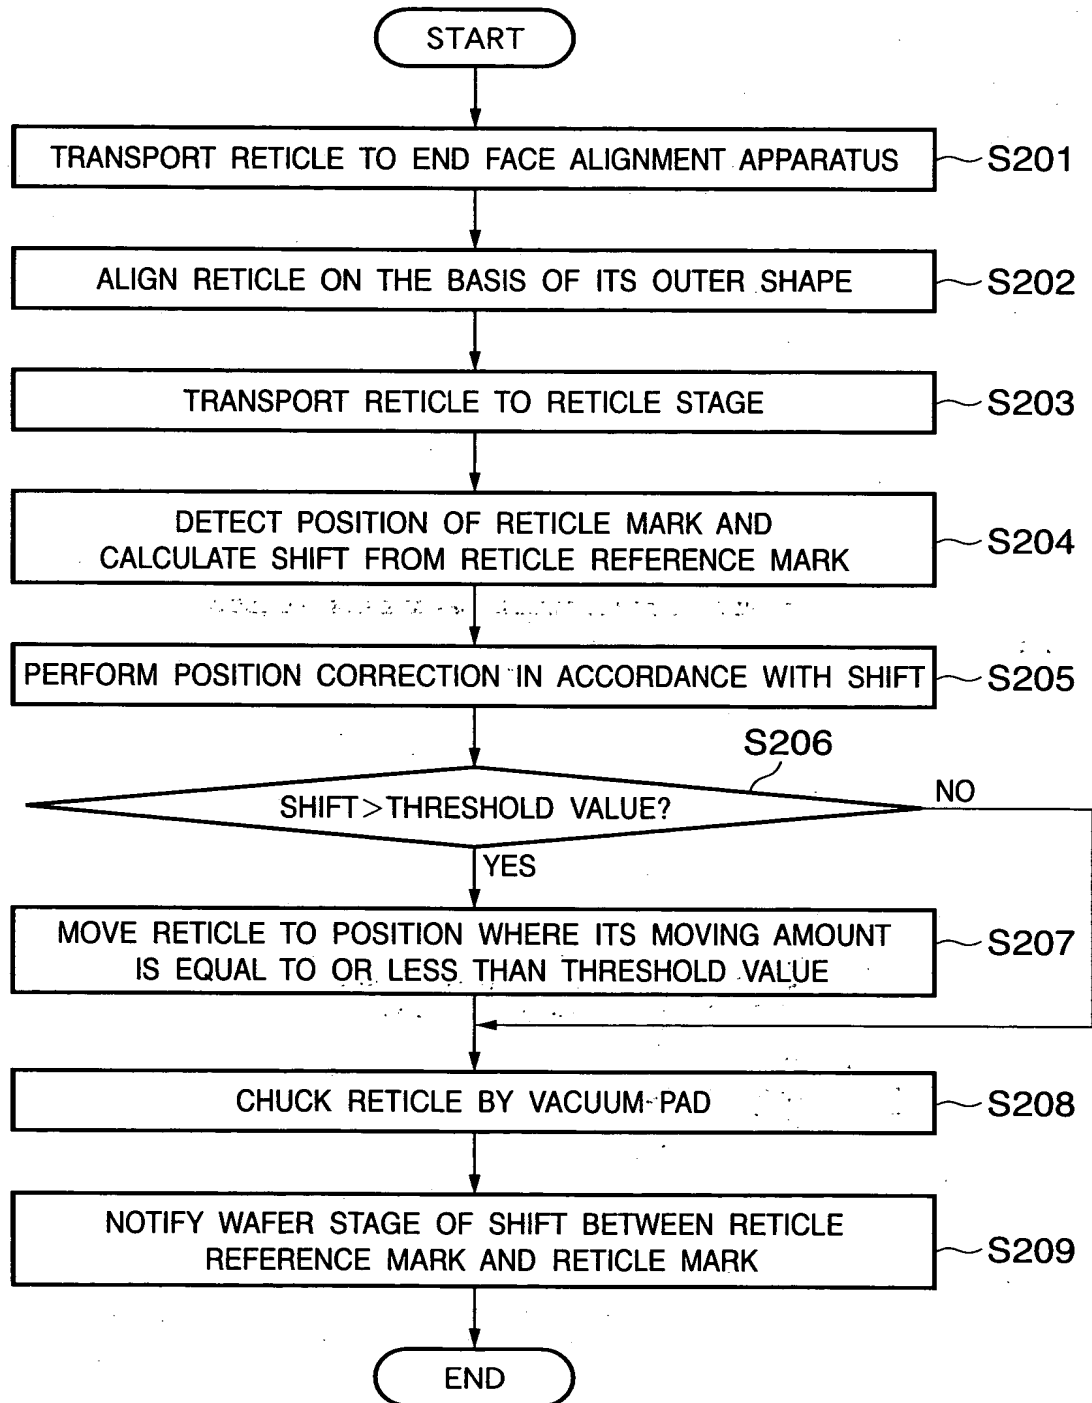 START
TRANSPORT RETICLE TO END FACE ALIGNMENT APPARATUS
S201
ALIGN RETICLE ON THE BASIS OF ITS OUTER SHAPE
S202
TRANSPORT RETICLE TO RETICLE STAGE
S203
DETECT POSITION OF RETICLE MARK AND
CALCULATE SHIFT FROM RETICLE REFERENCE MARK
S204
PERFORM POSITION CORRECTION IN ACCORDANCE WITH SHIFT
S205
S206
SHIFT>THRESHOLD VALUE?
NO
YES
MOVE RETICLE TO POSITION WHERE ITS MOVING AMOUNT
IS EQUAL TO OR LESS THAN THRESHOLD VALUE
S207
CHUCK RETICLE BY VACUUM PAD
S208
NOTIFY WAFER STAGE OF SHIFT BETWEEN RETICLE
REFERENCE MARK AND RETICLE MARK
S209
END